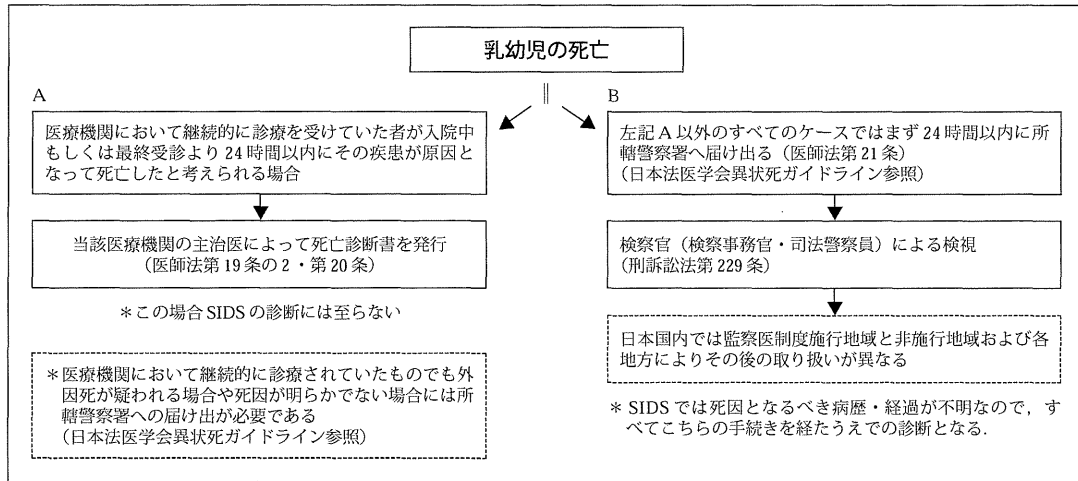 乳幼児の死亡
A
医療機関において継続的に診療を受けていた者が入院中
もしくは最終受診より24時間以内にその疾患が原因と
なって死亡したと考えられる場合
当該医療機関の主治医によって死亡診断書を発行
(医師法第19条の2・第20条)
*この場合SIDSの診断には至らない
*医療機関において継続的に診療されていたものでも外
因死が疑われる場合や死因が明らかでない場合には所
轄警察署への届け出が必要である
(日本法医学会異状死ガイドライン参照)
B
左記A以外のすべてのケースではまず24時間以内に所
轄警察署へ届け出る(医師法第21条)
(日本法医学会異状死ガイドライン参照)
検察官(検察事務官・司法警察員)による検視
(刑訴訟法第229条)
日本国内では監察医制度施行地域と非施行地域および各
地方によりその後の取り扱いが異なる
* SIDSでは死因となるべき病歴・経過が不明なので,す
べてこちらの手続きを経たうえでの診断となる.